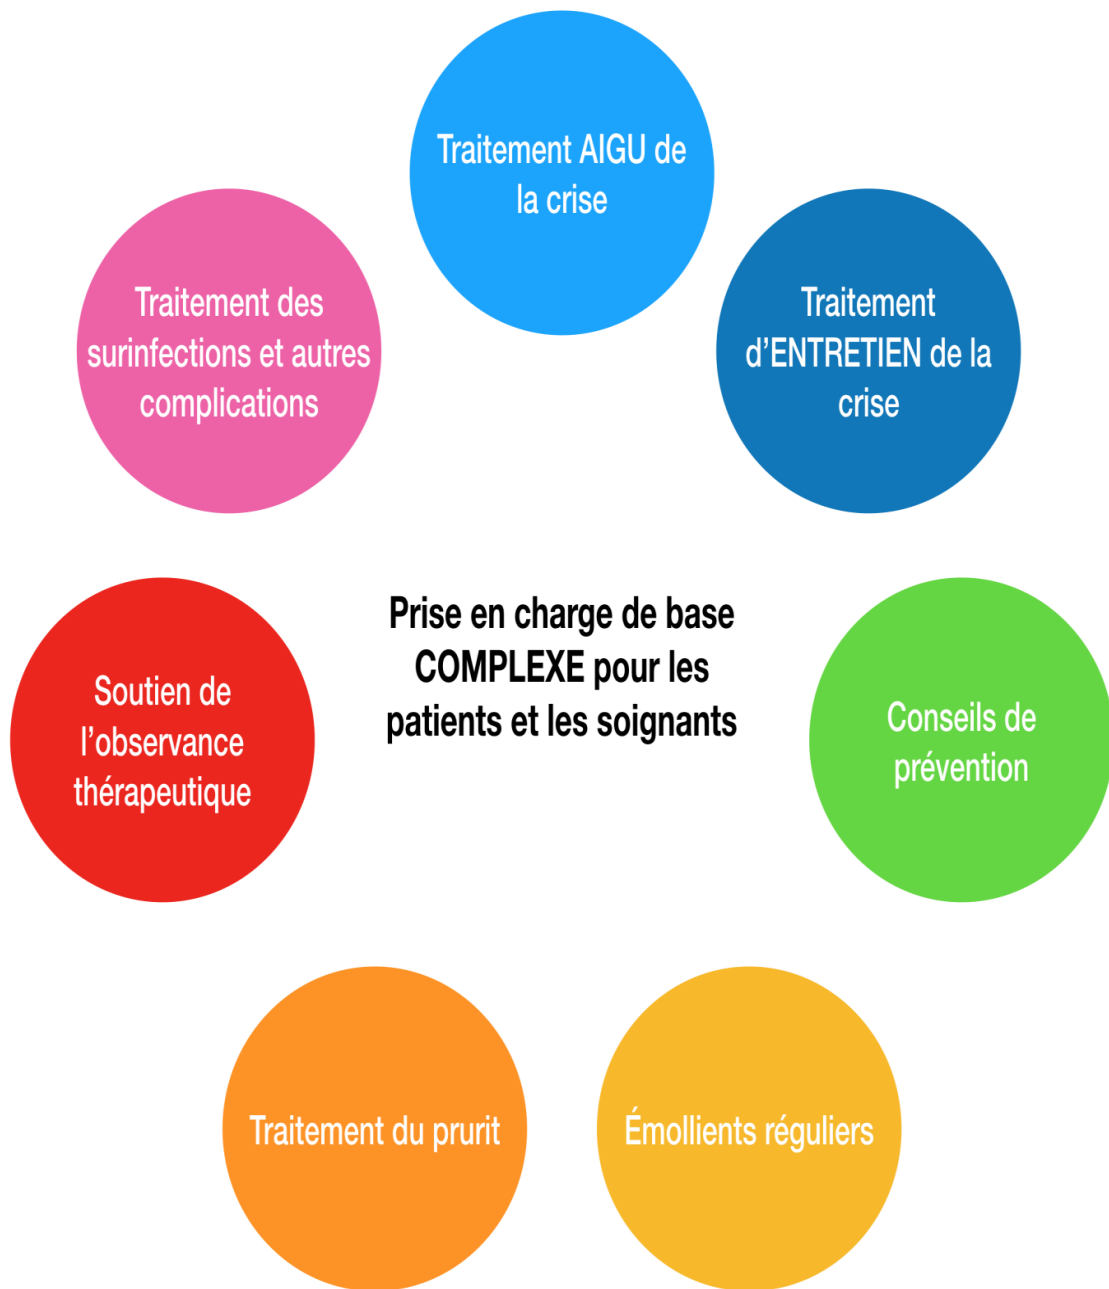 Traitement AIGU de
la crise
Traitement
d’ENTRETIEN de la
crise
Conseils de
prévention
Émollients réguliers
Traitement du prurit
Soutien de
l’observance
thérapeutique
Traitement des
surinfections et autres
complications
Prise en charge de base
COMPLEXE pour les
patients et les soignants